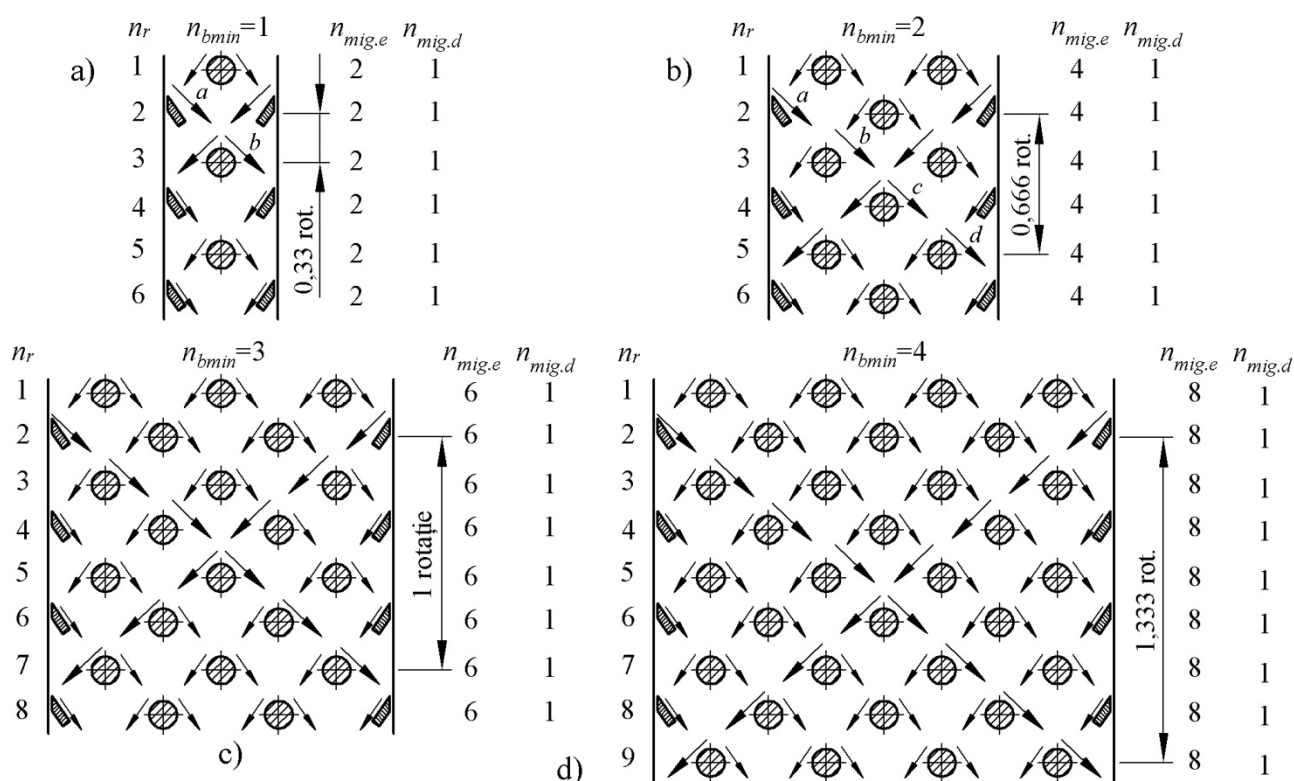 a)
n_r n_bmin=1 n_mig.e n_mig.d
1 2 1
a
2 2 1
b
3 2 1
4 2 1
5 2 1
6 2 1
0,33 rot.
b)
n_bmin=2 n_mig.e n_mig.d
1 4 1
a
2 4 1
b
3 4 1
c
4 4 1
d
5 4 1
6 4 1
0,666 rot.
n_r n_bmin=3 n_mig.e n_mig.d
1 6 1
2 6 1
3 6 1
4 6 1
5 6 1
6 6 1
7 6 1
8 6 1
1 rotație
c)
n_r n_bmin=4 n_mig.e n_mig.d
1 8 1
2 8 1
3 8 1
4 8 1
5 8 1
6 8 1
7 8 1
8 8 1
9 8 1
1,333 rot.
d)